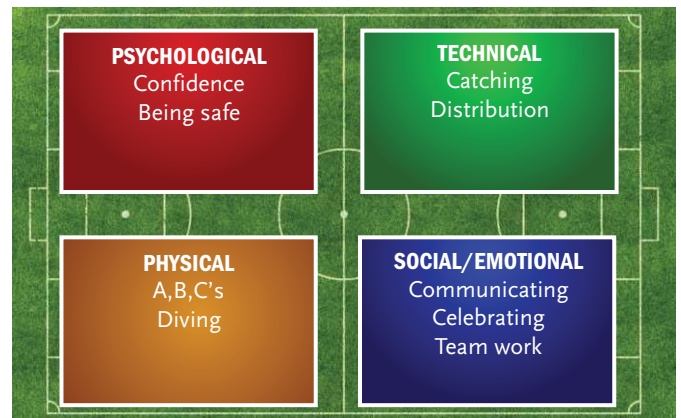 PSYCHOLOGICAL
Confidence
Being safe
TECHNICAL
Catching
Distribution
PHYSICAL
A,B,C's
Diving
SOCIAL/EMOTIONAL
Communicating
Celebrating
Team work